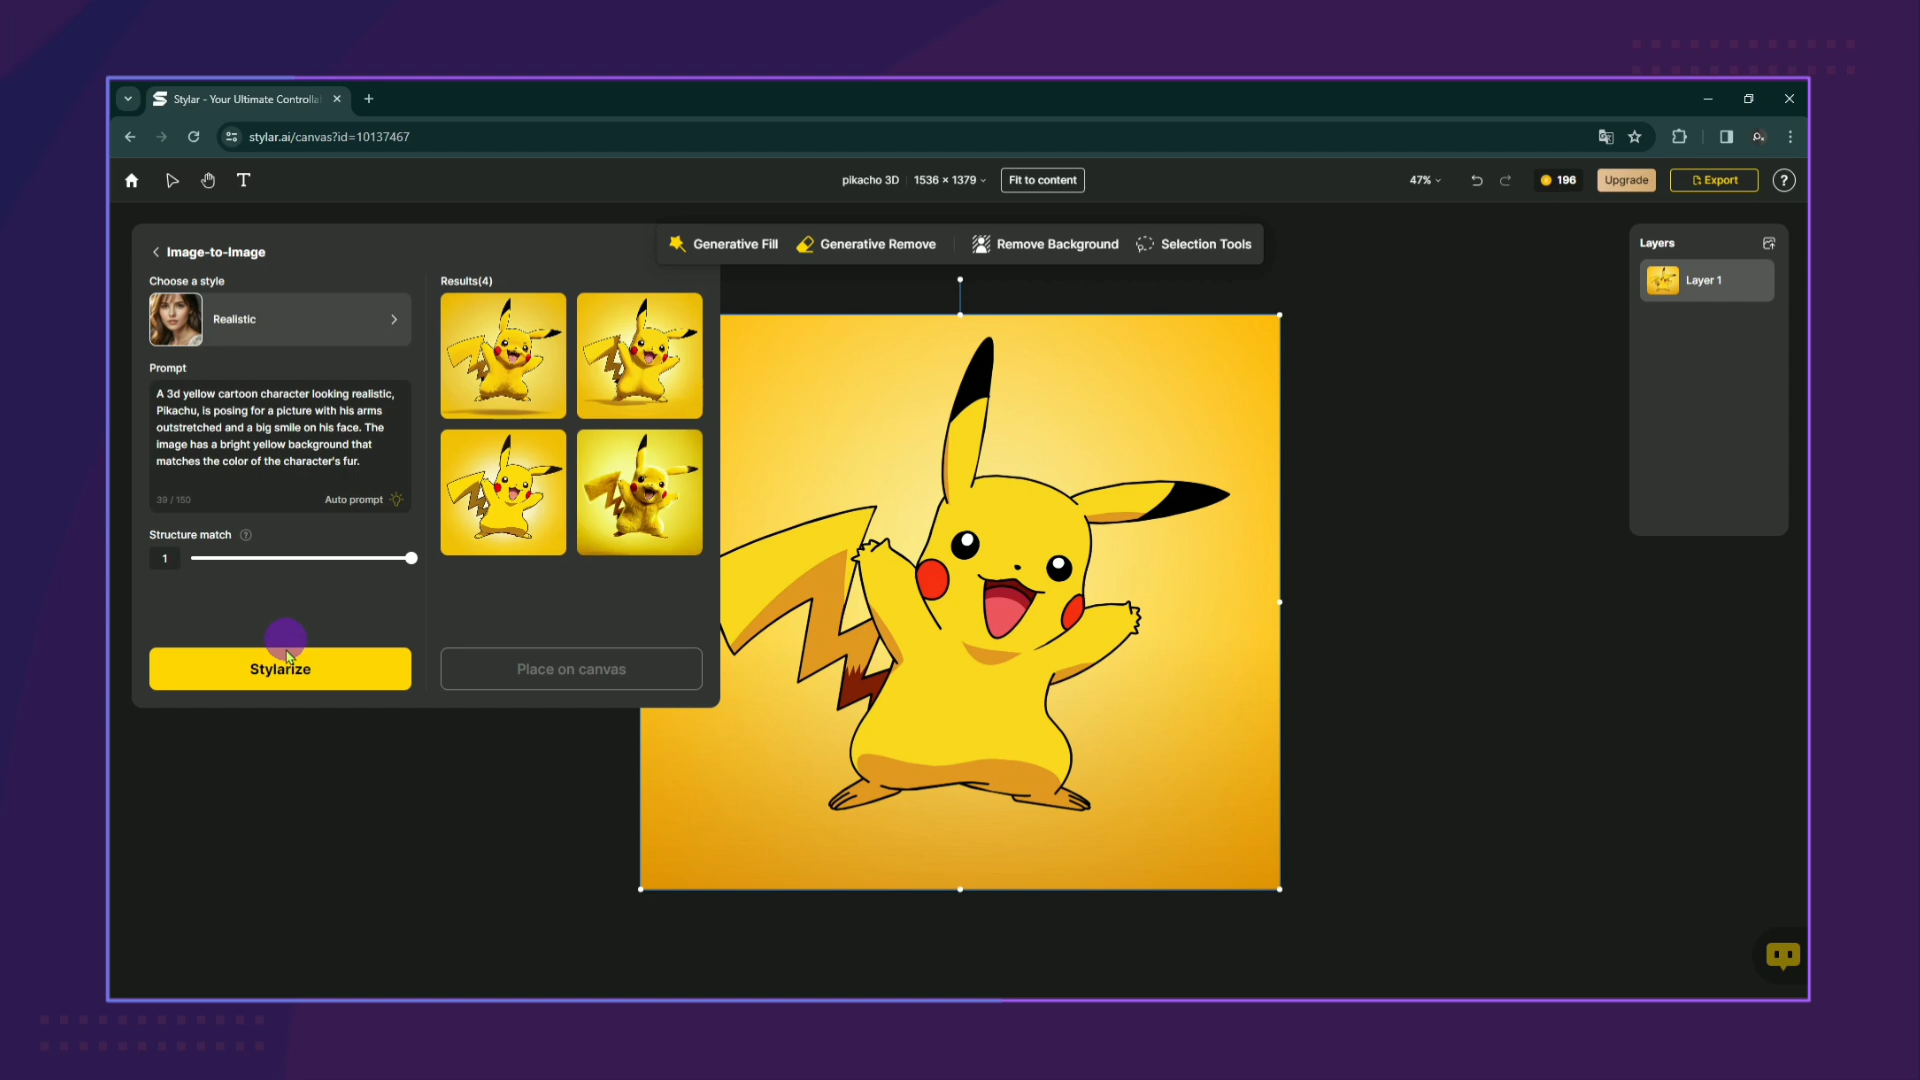 Stylar - Your Ultimate Controlla
stylar.ai/canvas?id=10137467
T
pikacho 3D
1536 × 1379
Fit to content
47%
196
Upgrade
Export
?
Image-to-Image
Generative Fill
Generative Remove
Remove Background
Selection Tools
Layers
Layer 1
Choose a style
Realistic
Results(4)
Prompt
A 3d yellow cartoon character looking realistic,
Pikachu, is posing for a picture with his arms
outstretched and a big smile on his face. The
image has a bright yellow background that
matches the color of the character's fur.
39 / 150
Auto prompt
Structure match ?
1
Stylarize
Place on canvas